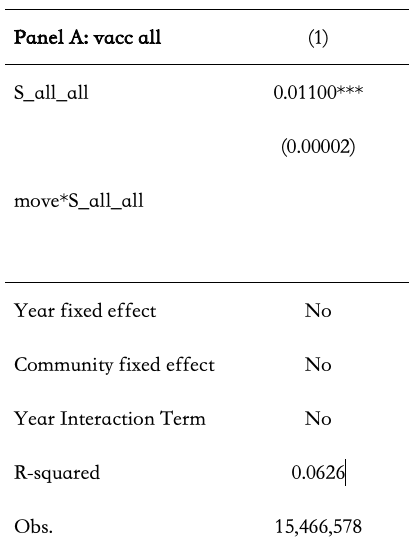 Panel A: vacc all (1)
S_all_all 0.01100***
(0.00002)
move*S_all_all
Year fixed effect No
Community fixed effect No
Year Interaction Term No
R-squared 0.0626
Obs. 15,466,578